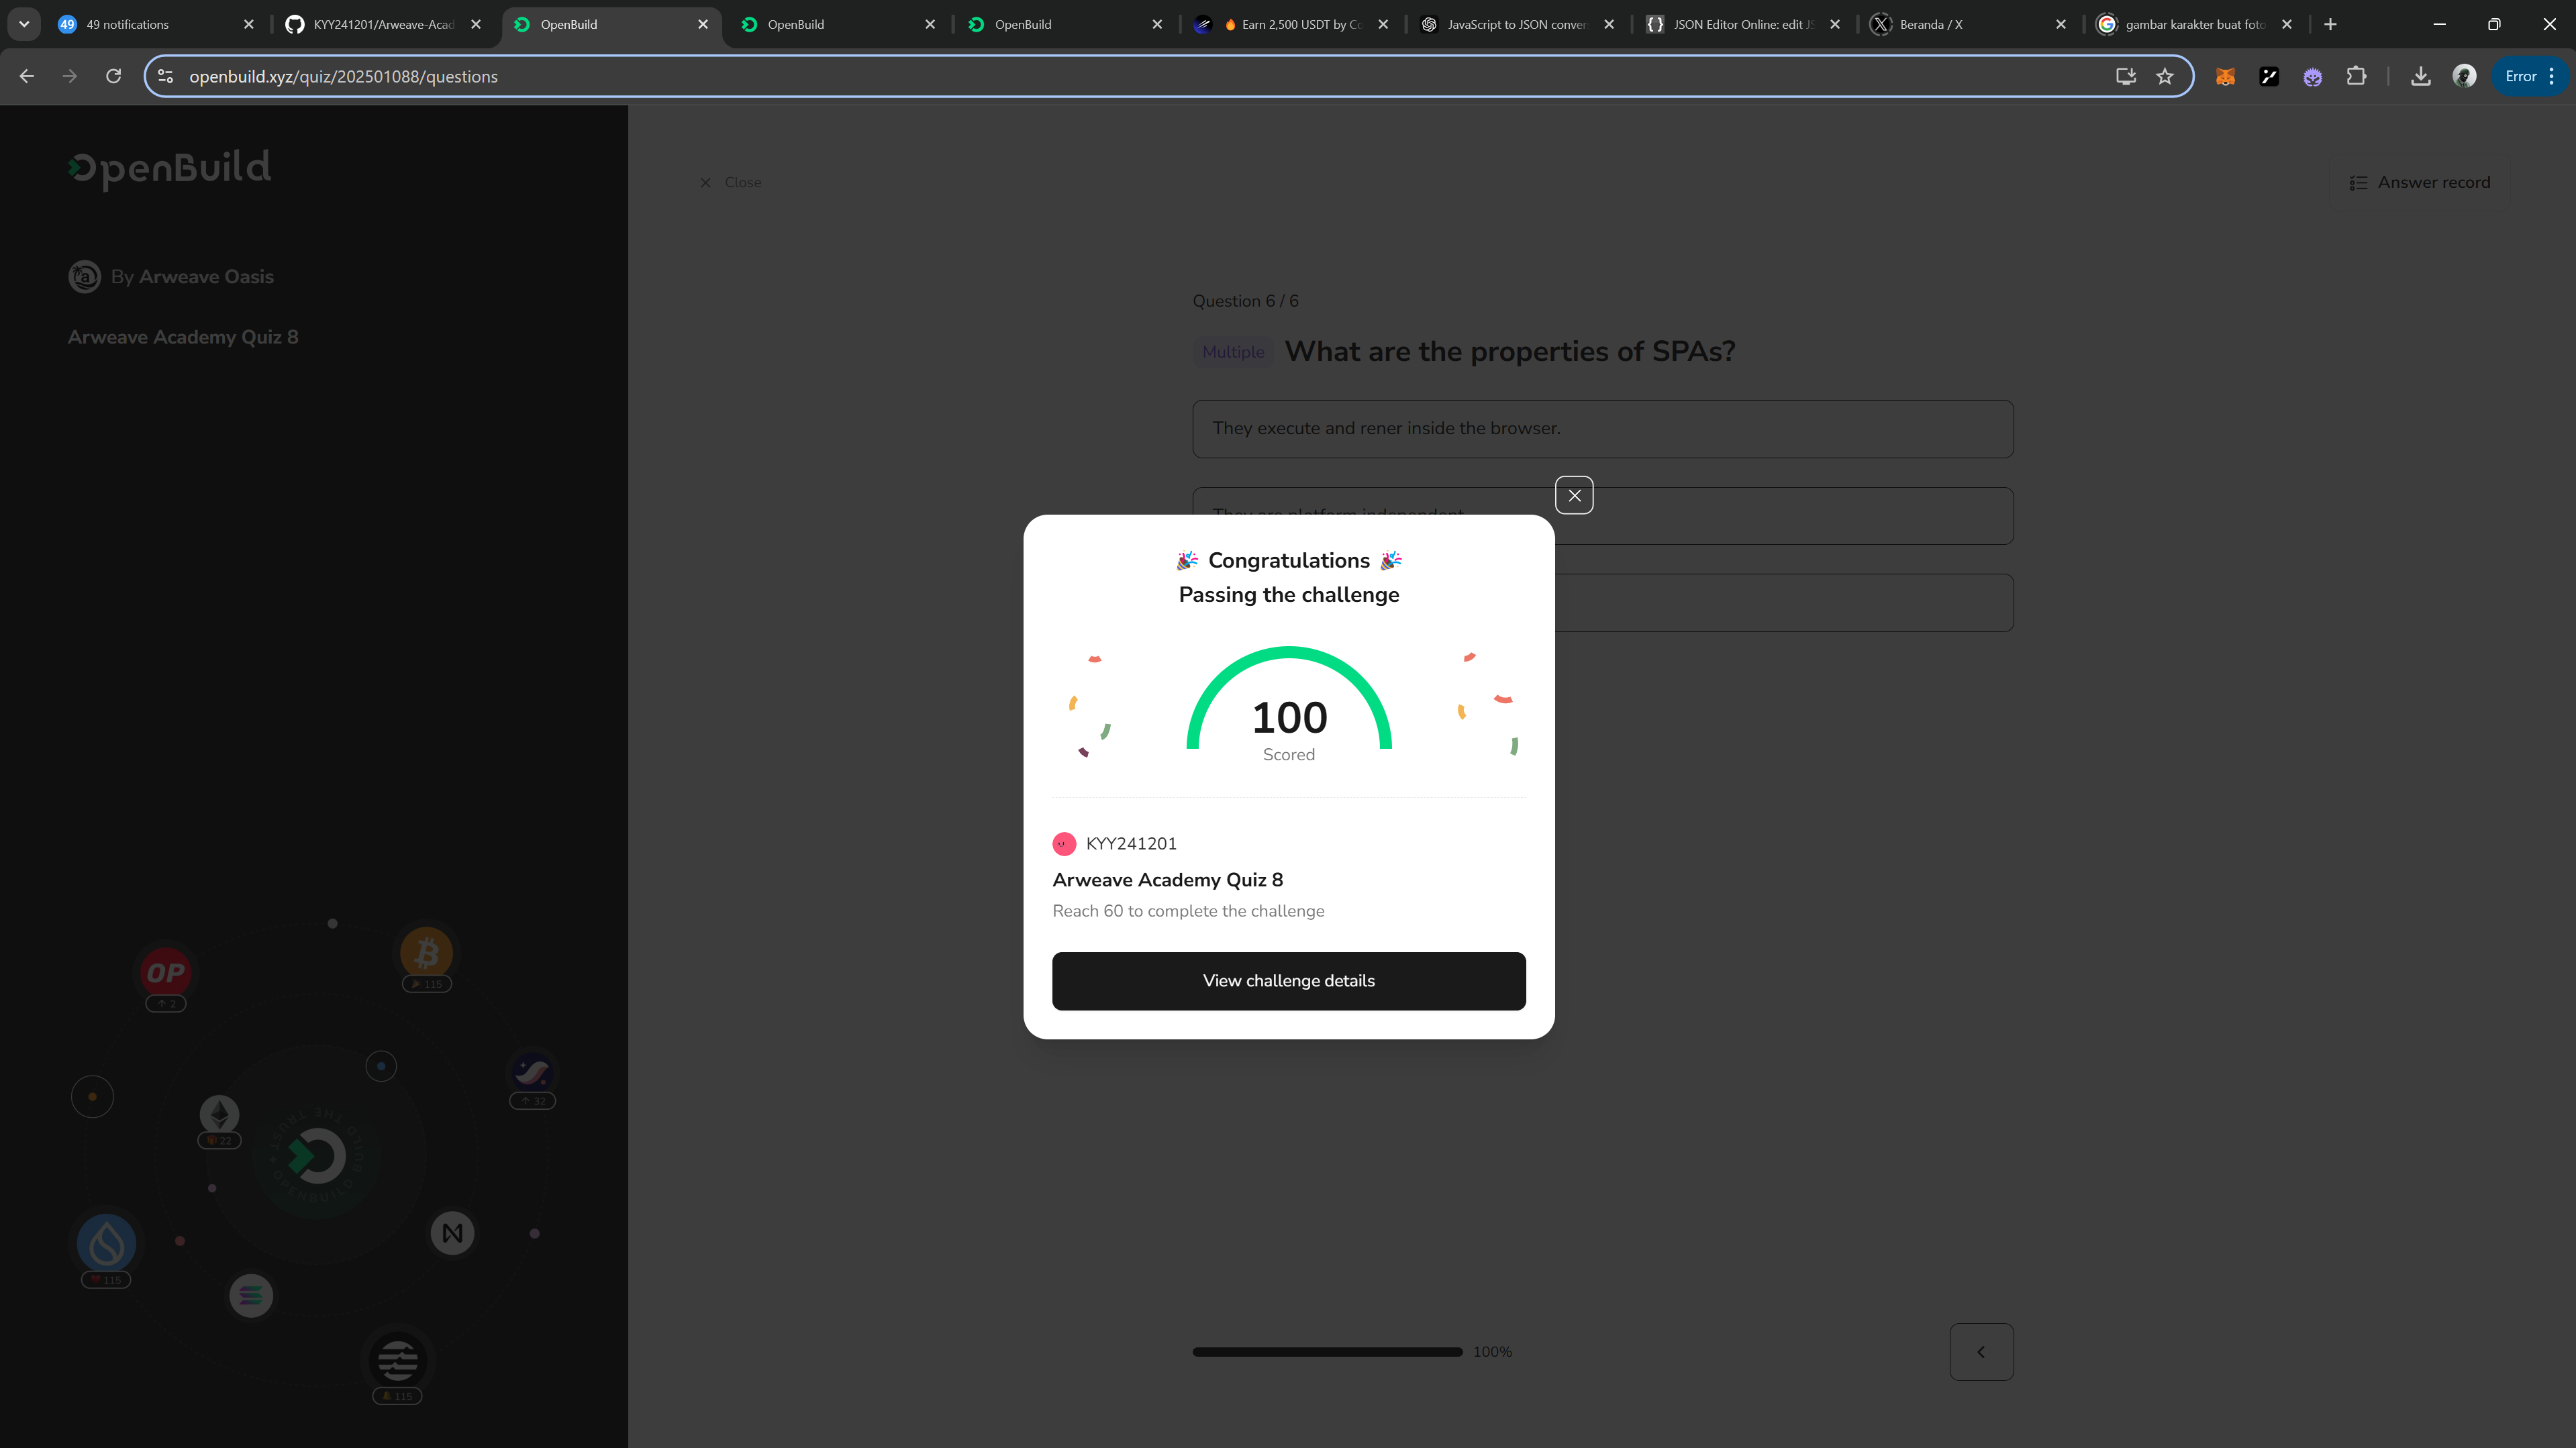 49 notifications
KYY241201/Arweave-Acad
OpenBuild
OpenBuild
OpenBuild
Earn 2,500 USDT by Co
JavaScript to JSON conver
JSON Editor Online: edit JS
Beranda / X
gambar karakter buat foto
openbuild.xyz/quiz/202501088/questions
Error
OpenBuild
By Arweave Oasis
Arweave Academy Quiz 8
Close
Answer record
Question 6 / 6
Multiple
What are the properties of SPAs?
They execute and rener inside the browser.
They are platform independent
Congratulations
Passing the challenge
100
Scored
KYY241201
Arweave Academy Quiz 8
Reach 60 to complete the challenge
View challenge details
OP
2
115
32
22
BUILD THE TRUST
OPENBUILD
115
115
100%